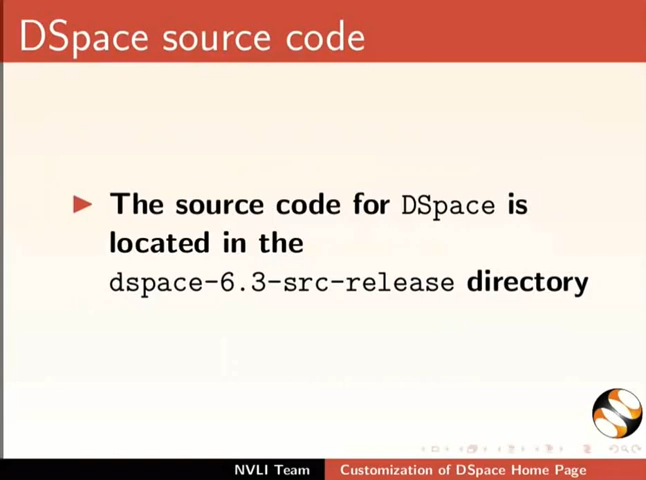 DSpace source code
The source code for DSpace is
located in the
dspace-6.3-src-release directory
NVLI Team
Customization of DSpace Home Page